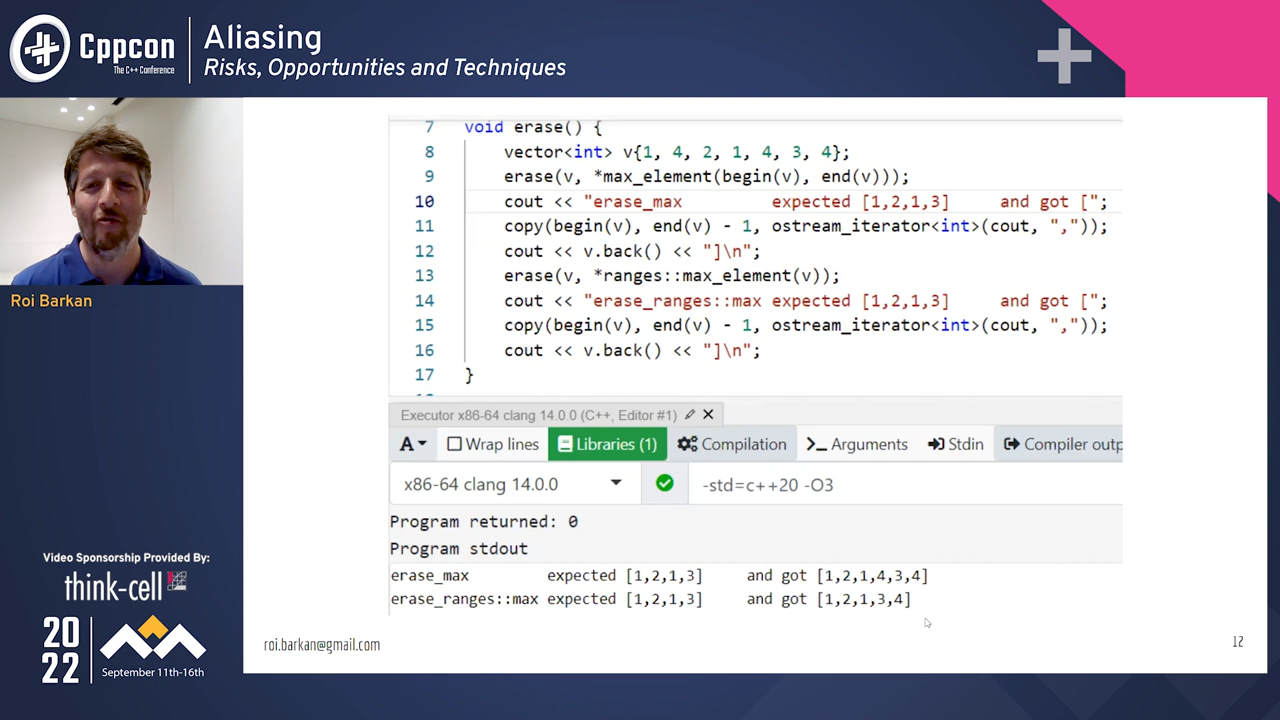 Cppcon
The C++ Conference
Aliasing
Risks, Opportunities and Techniques
Roi Barkan
7 void erase() {
8 vector<int> v{1, 4, 2, 1, 4, 3, 4};
9 erase(v, *max_element(begin(v), end(v)));
10 cout << "erase_max expected [1,2,1,3] and got [";
11 copy(begin(v), end(v) - 1, ostream_iterator<int>(cout, ","));
12 cout << v.back() << "]\n";
13 erase(v, *ranges::max_element(v));
14 cout << "erase_ranges::max expected [1,2,1,3] and got [";
15 copy(begin(v), end(v) - 1, ostream_iterator<int>(cout, ","));
16 cout << v.back() << "]\n";
17 }
Executor x86-64 clang 14.0.0 (C++, Editor #1)
A Wrap lines Libraries (1) Compilation Arguments Stdin Compiler outp
x86-64 clang 14.0.0 -std=c++20 -O3
Program returned: 0
Program stdout
erase_max expected [1,2,1,3] and got [1,2,1,4,3,4]
erase_ranges::max expected [1,2,1,3] and got [1,2,1,3,4]
Video Sponsorship Provided By:
think-cell
2022
September 11th-16th
roi.barkan@gmail.com
12